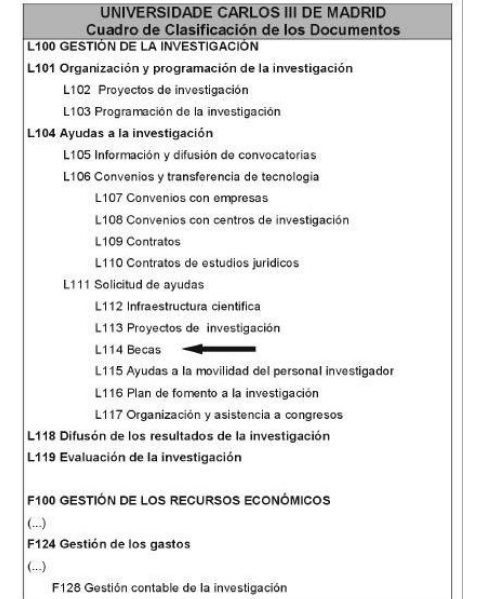 UNIVERSIDADE CARLOS III DE MADRID
Cuadro de Clasificación de los Documentos
L100 GESTIÓN DE LA INVESTIGACIÓN
L101 Organización y programación de la investigación
L102 Proyectos de investigación
L103 Programación de la investigación
L104 Ayudas a la investigación
L105 Información y difusión de convocatorias
L106 Convenios y transferencia de tecnologia
L107 Convenios con empresas
L108 Convenios con centros de investigación
L109 Contratos
L110 Contratos de estudios juridicos
L111 Solicitud de ayudas
L112 Infraestructura cientifica
L113 Proyectos de investigación
L114 Becas
L115 Ayudas a la movilidad del personal investigador
L116 Plan de fomento a la investigación
L117 Organización y asistencia a congresos
L118 Difusón de los resultados de la investigación
L119 Evaluación de la investigación
F100 GESTIÓN DE LOS RECURSOS ECONÓMICOS
(...)
F124 Gestión de los gastos
(...)
F128 Gestión contable de la investigación